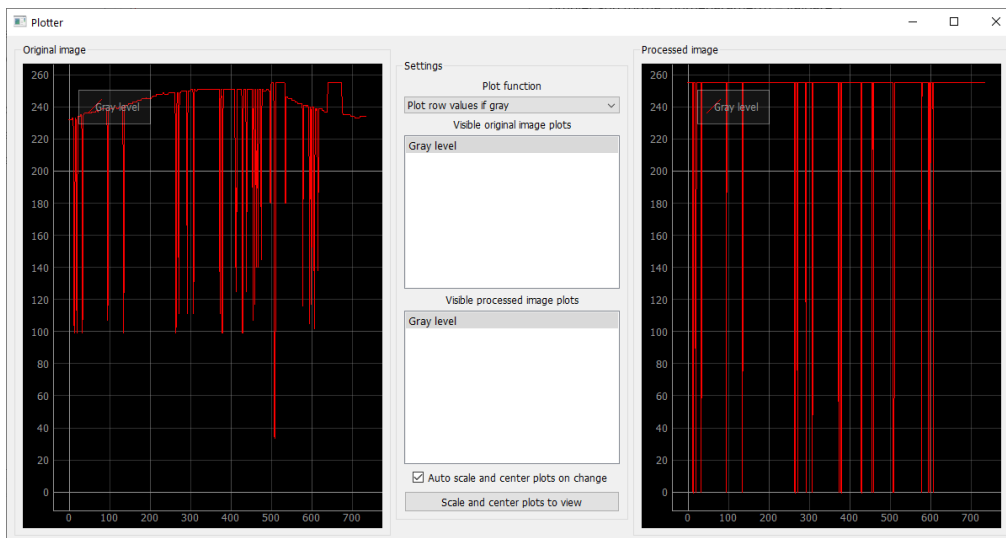 Plotter
Original image
260
240
220
200
180
160
140
120
100
80
60
40
20
0
0 100 200 300 400 500 600 700
Gray level
Settings
Plot function
Plot row values if gray
Visible original image plots
Gray level
Visible processed image plots
Gray level
Auto scale and center plots on change
Scale and center plots to view
Processed image
260
240
220
200
180
160
140
120
100
80
60
40
20
0
0 100 200 300 400 500 600 700
Gray level